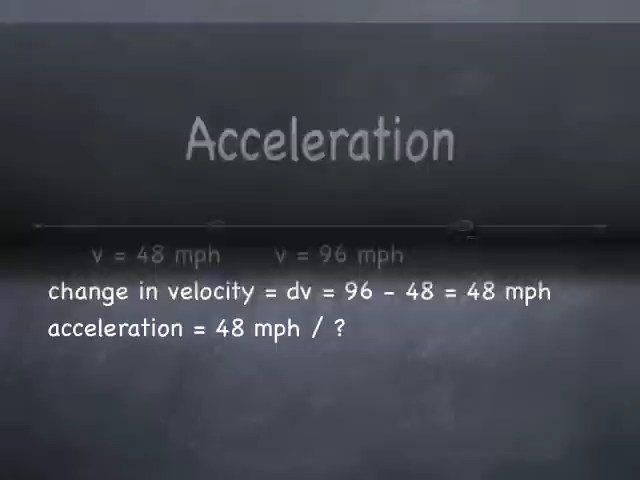 Acceleration
v = 48 mph v = 96 mph
change in velocity = dv = 96 - 48 = 48 mph
acceleration = 48 mph / ?